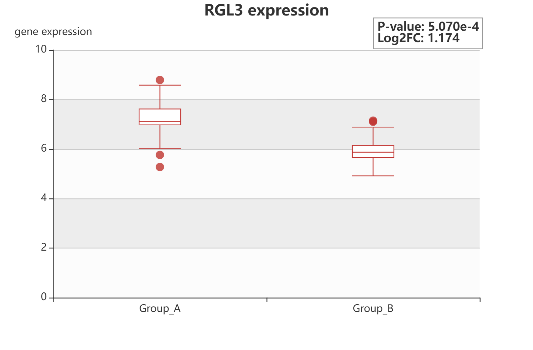 RGL3 expression
P-value: 5.070e-4
Log2FC: 1.174
gene expression
10
8
6
4
2
0
Group_A Group_B